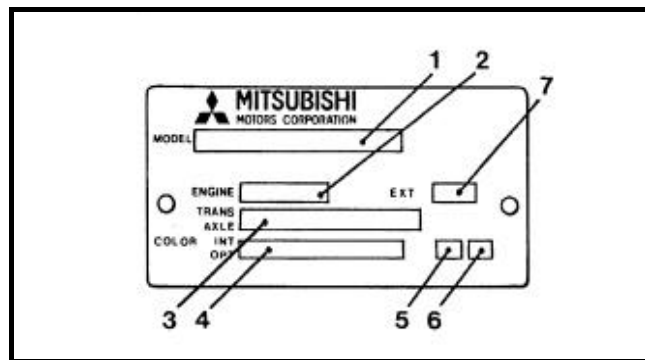 1 2 7
MITSUBISHI
MOTORS CORPORATION
MODEL
ENGINE EXT
TRANS
AXLE
COLOR INT
OPT
3 4 5 6